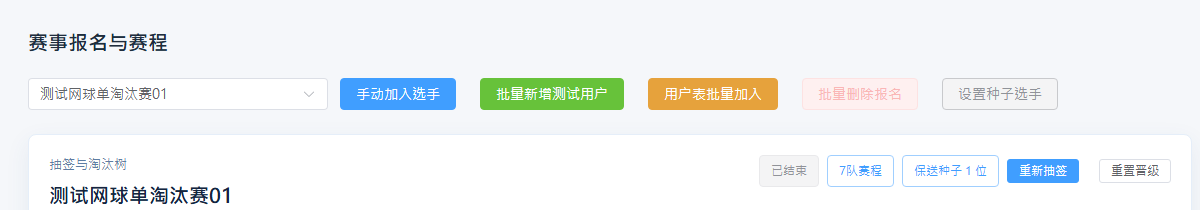 赛事报名与赛程
测试网球单淘汰赛01 手动加入选手 批量新增测试用户 用户表批量加入 批量删除报名 设置种子选手
抽签与淘汰树
已结束 7队赛程 保送种子 1 位 重新抽签 重置晋级
测试网球单淘汰赛01